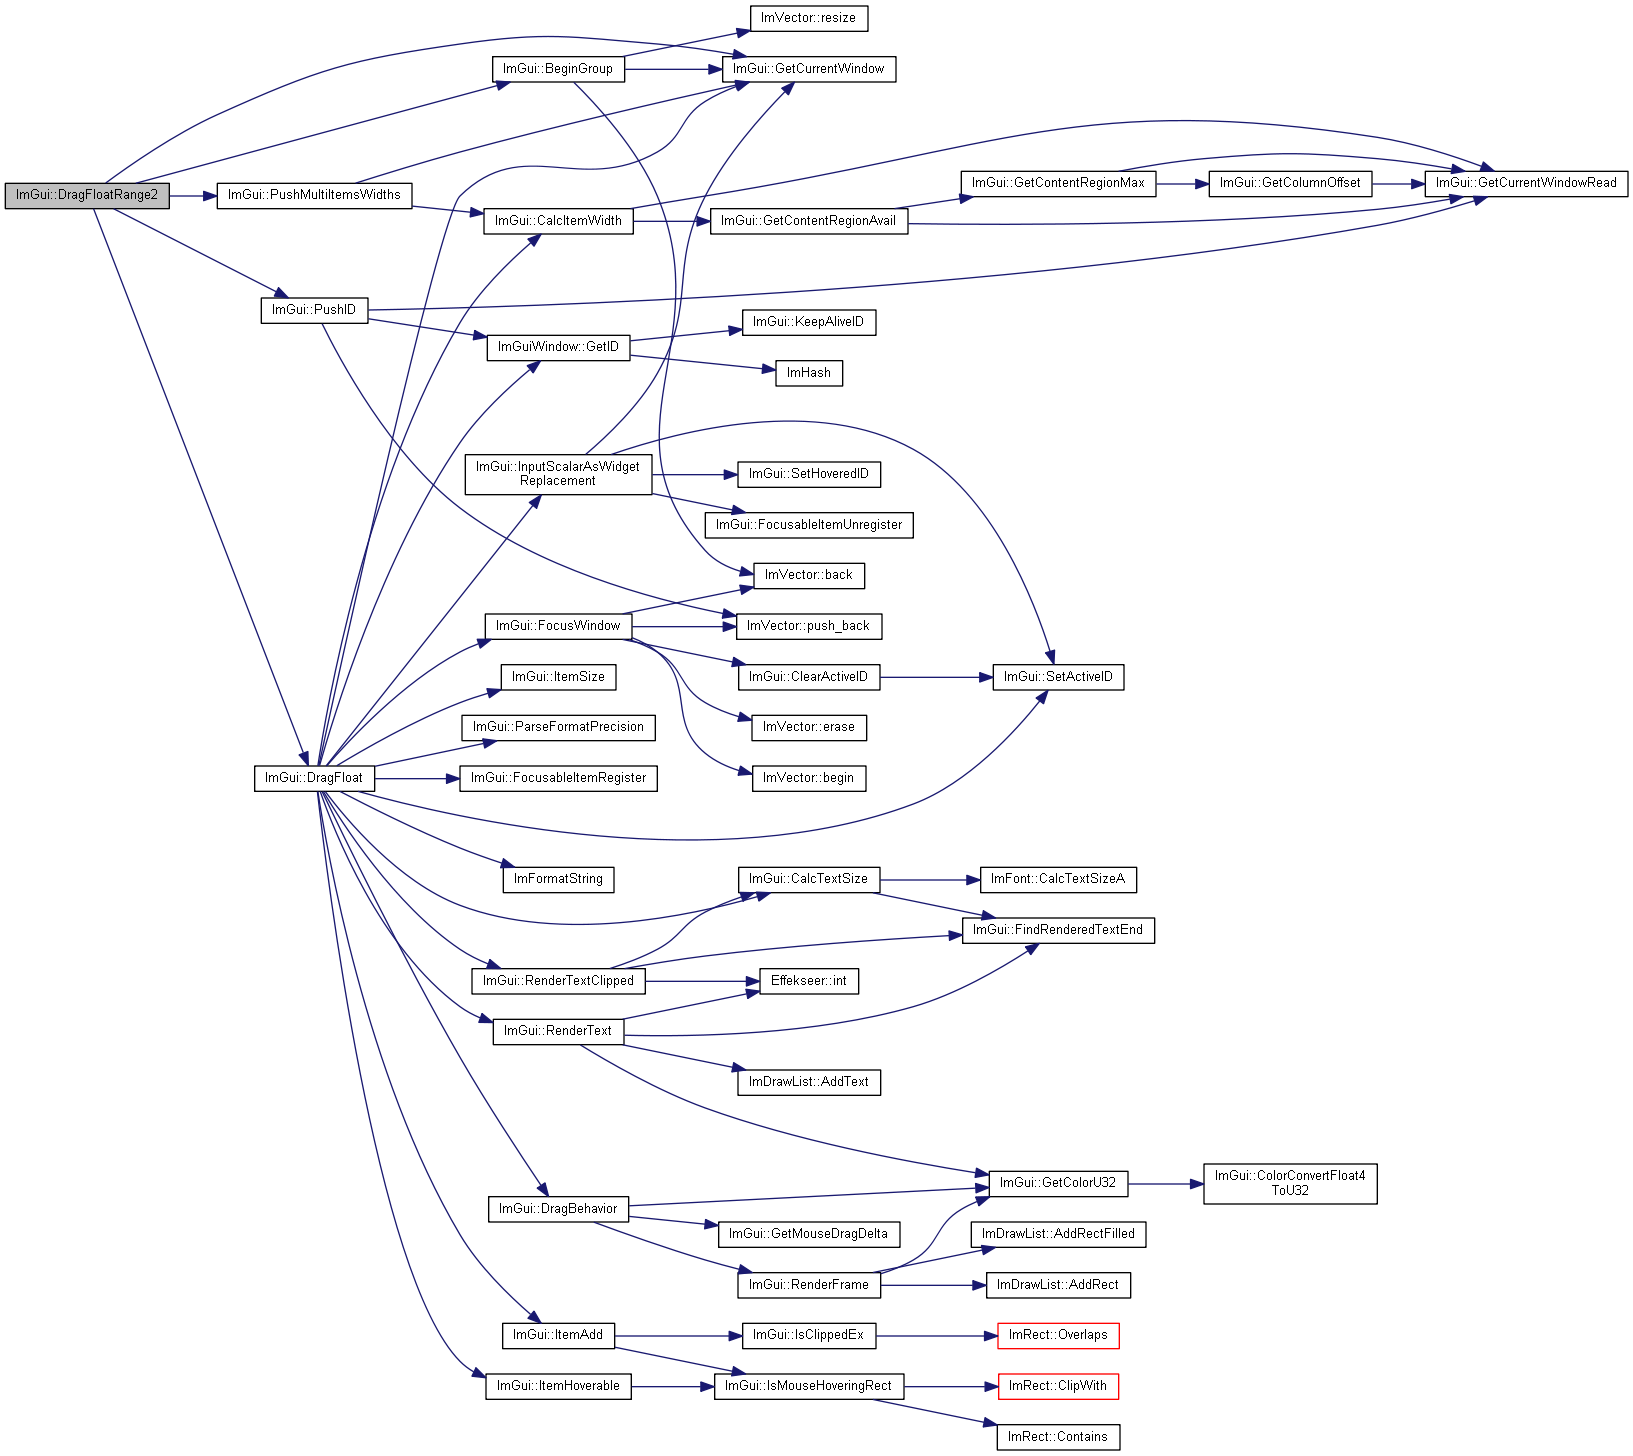 ImVector::resize
ImGui::BeginGroup
ImGui::GetCurrentWindow
ImGui::DragFloatRange2
ImGui::PushMultiItemsWidths
ImGui::GetContentRegionMax
ImGui::GetColumnOffset
ImGui::GetCurrentWindowRead
ImGui::CalcItemWidth
ImGui::GetContentRegionAvail
ImGui::PushID
ImGui::KeepAliveID
ImGuiWindow::GetID
ImHash
ImGui::InputScalarAsWidget
Replacement
ImGui::SetHoveredID
ImGui::FocusableItemUnregister
ImVector::back
ImGui::FocusWindow
ImVector::push_back
ImGui::ItemSize
ImGui::ClearActiveID
ImGui::SetActiveID
ImGui::ParseFormatPrecision
ImVector::erase
ImGui::DragFloat
ImGui::FocusableItemRegister
ImVector::begin
ImFormatString
ImGui::CalcTextSize
ImFont::CalcTextSizeA
ImGui::FindRenderedTextEnd
ImGui::RenderTextClipped
Effekseer::int
ImGui::RenderText
ImDrawList::AddText
ImGui::GetColorU32
ImGui::ColorConvertFloat4
ToU32
ImGui::DragBehavior
ImGui::GetMouseDragDelta
ImDrawList::AddRectFilled
ImGui::RenderFrame
ImDrawList::AddRect
ImGui::ItemAdd
ImGui::IsClippedEx
ImRect::Overlaps
ImGui::ItemHoverable
ImGui::IsMouseHoveringRect
ImRect::ClipWith
ImRect::Contains